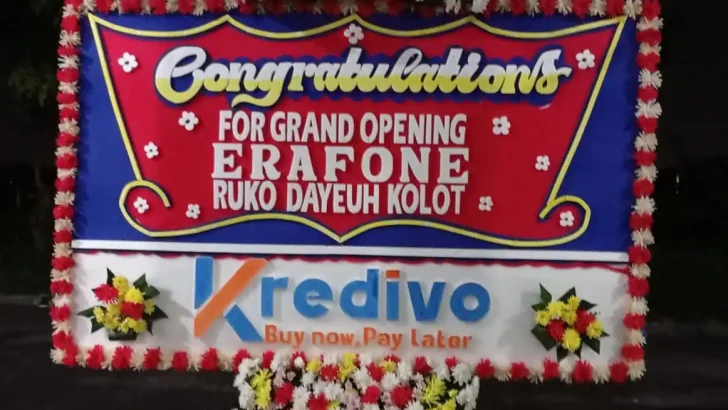 Congratulations
FOR GRAND OPENING
ERAFONE
RUKO DAYEUH KOLOT
Kredivo
Buy now. Pay Later